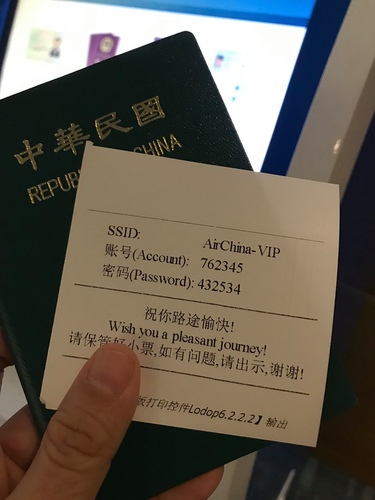 中華民國
REPUB CHINA
SSID: AirChina-VIP
账号(Account): 762345
密码(Password): 432534
祝你路途愉快!
Wish you a pleasant journey!
请保管好小票,如有问题,请出示,谢谢!
版打印控件Lodop6.2.2.2】输出